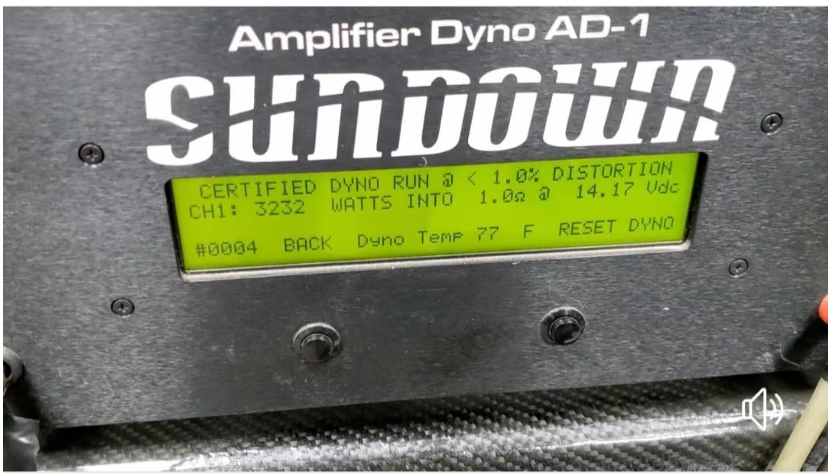 Amplifier Dyno AD-1
SUNDOWN
CERTIFIED DYNO RUN @ < 1.0% DISTORTION
CH1: 3232 WATTS INTO 1.0Ω @ 14.17 Vdc
#0004 BACK Dyno Temp 77 F RESET DYNO